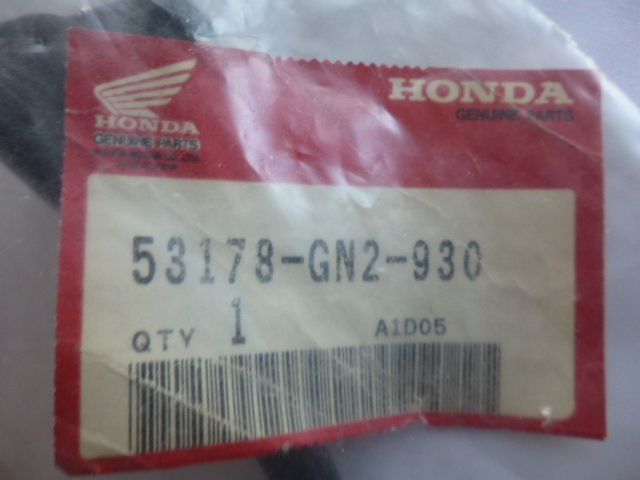 HONDA
GENUINE PARTS
HONDA
GENUINE PARTS
53178-GN2-930
QTY 1 A1D05